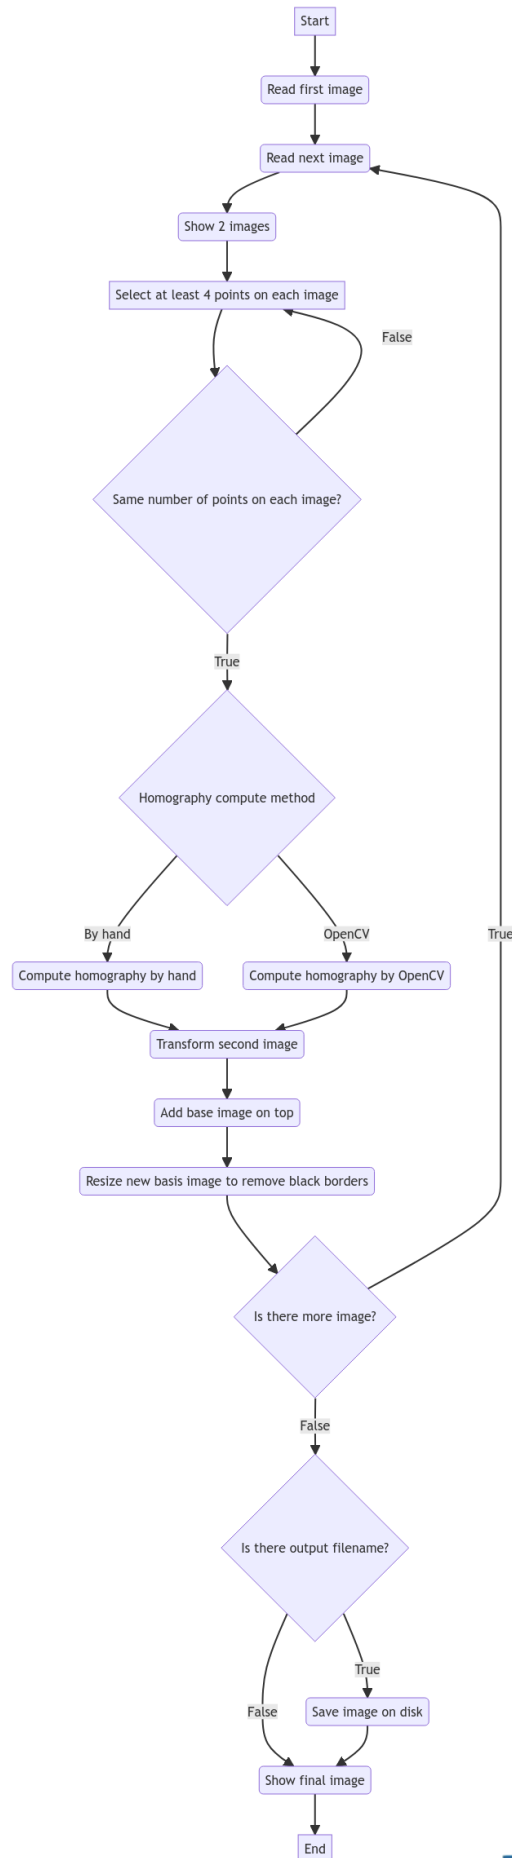 Start
Read first image
Read next image
Show 2 images
Select at least 4 points on each image
False
Same number of points on each image?
True
Homography compute method
By hand
OpenCV
True
Compute homography by hand
Compute homography by OpenCV
Transform second image
Add base image on top
Resize new basis image to remove black borders
Is there more image?
False
Is there output filename?
True
False
Save image on disk
Show final image
End